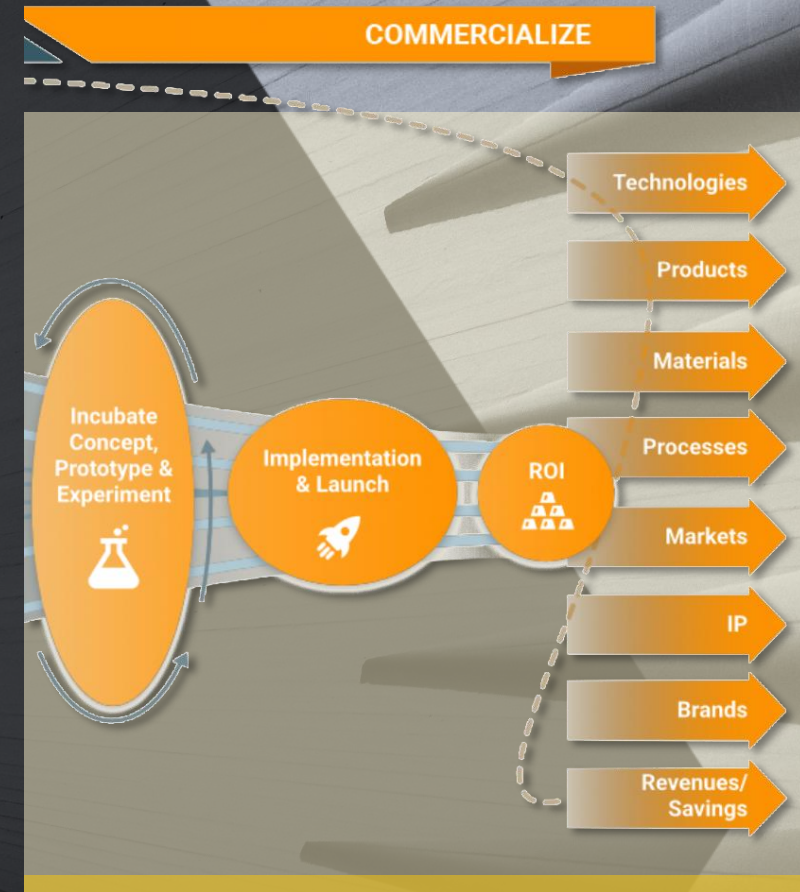 COMMERCIALIZE
Technologies
Products
Materials
Processes
Markets
IP
Brands
Revenues/
Savings
Incubate
Concept,
Prototype &
Experiment
Implementation
& Launch
ROI